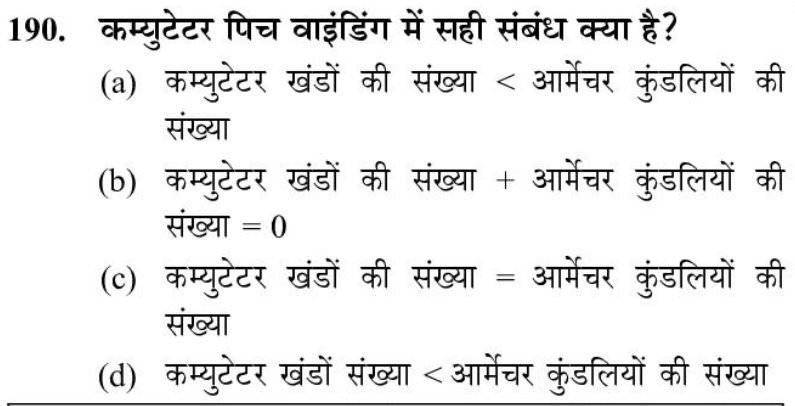 190. कम्युटेटर पिच वाइंडिंग में सही संबंध क्या है?
(a) कम्युटेटर खंडों की संख्या < आर्मेचर कुंडलियों की
संख्या
(b) कम्युटेटर खंडों की संख्या + आर्मेचर कुंडलियों की
संख्या = 0
(c) कम्युटेटर खंडों की संख्या = आर्मेचर कुंडलियों की
संख्या
(d) कम्युटेटर खंडों संख्या < आर्मेचर कुंडलियों की संख्या